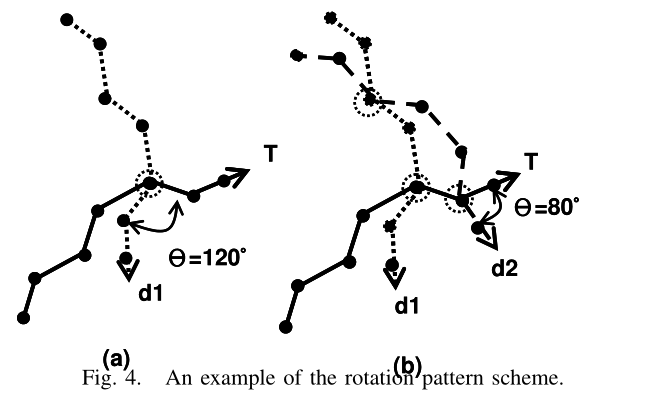 T
Θ=120°
d1
(a)
T
Θ=80°
d2
d1
(b)
Fig. 4. An example of the rotation pattern scheme.